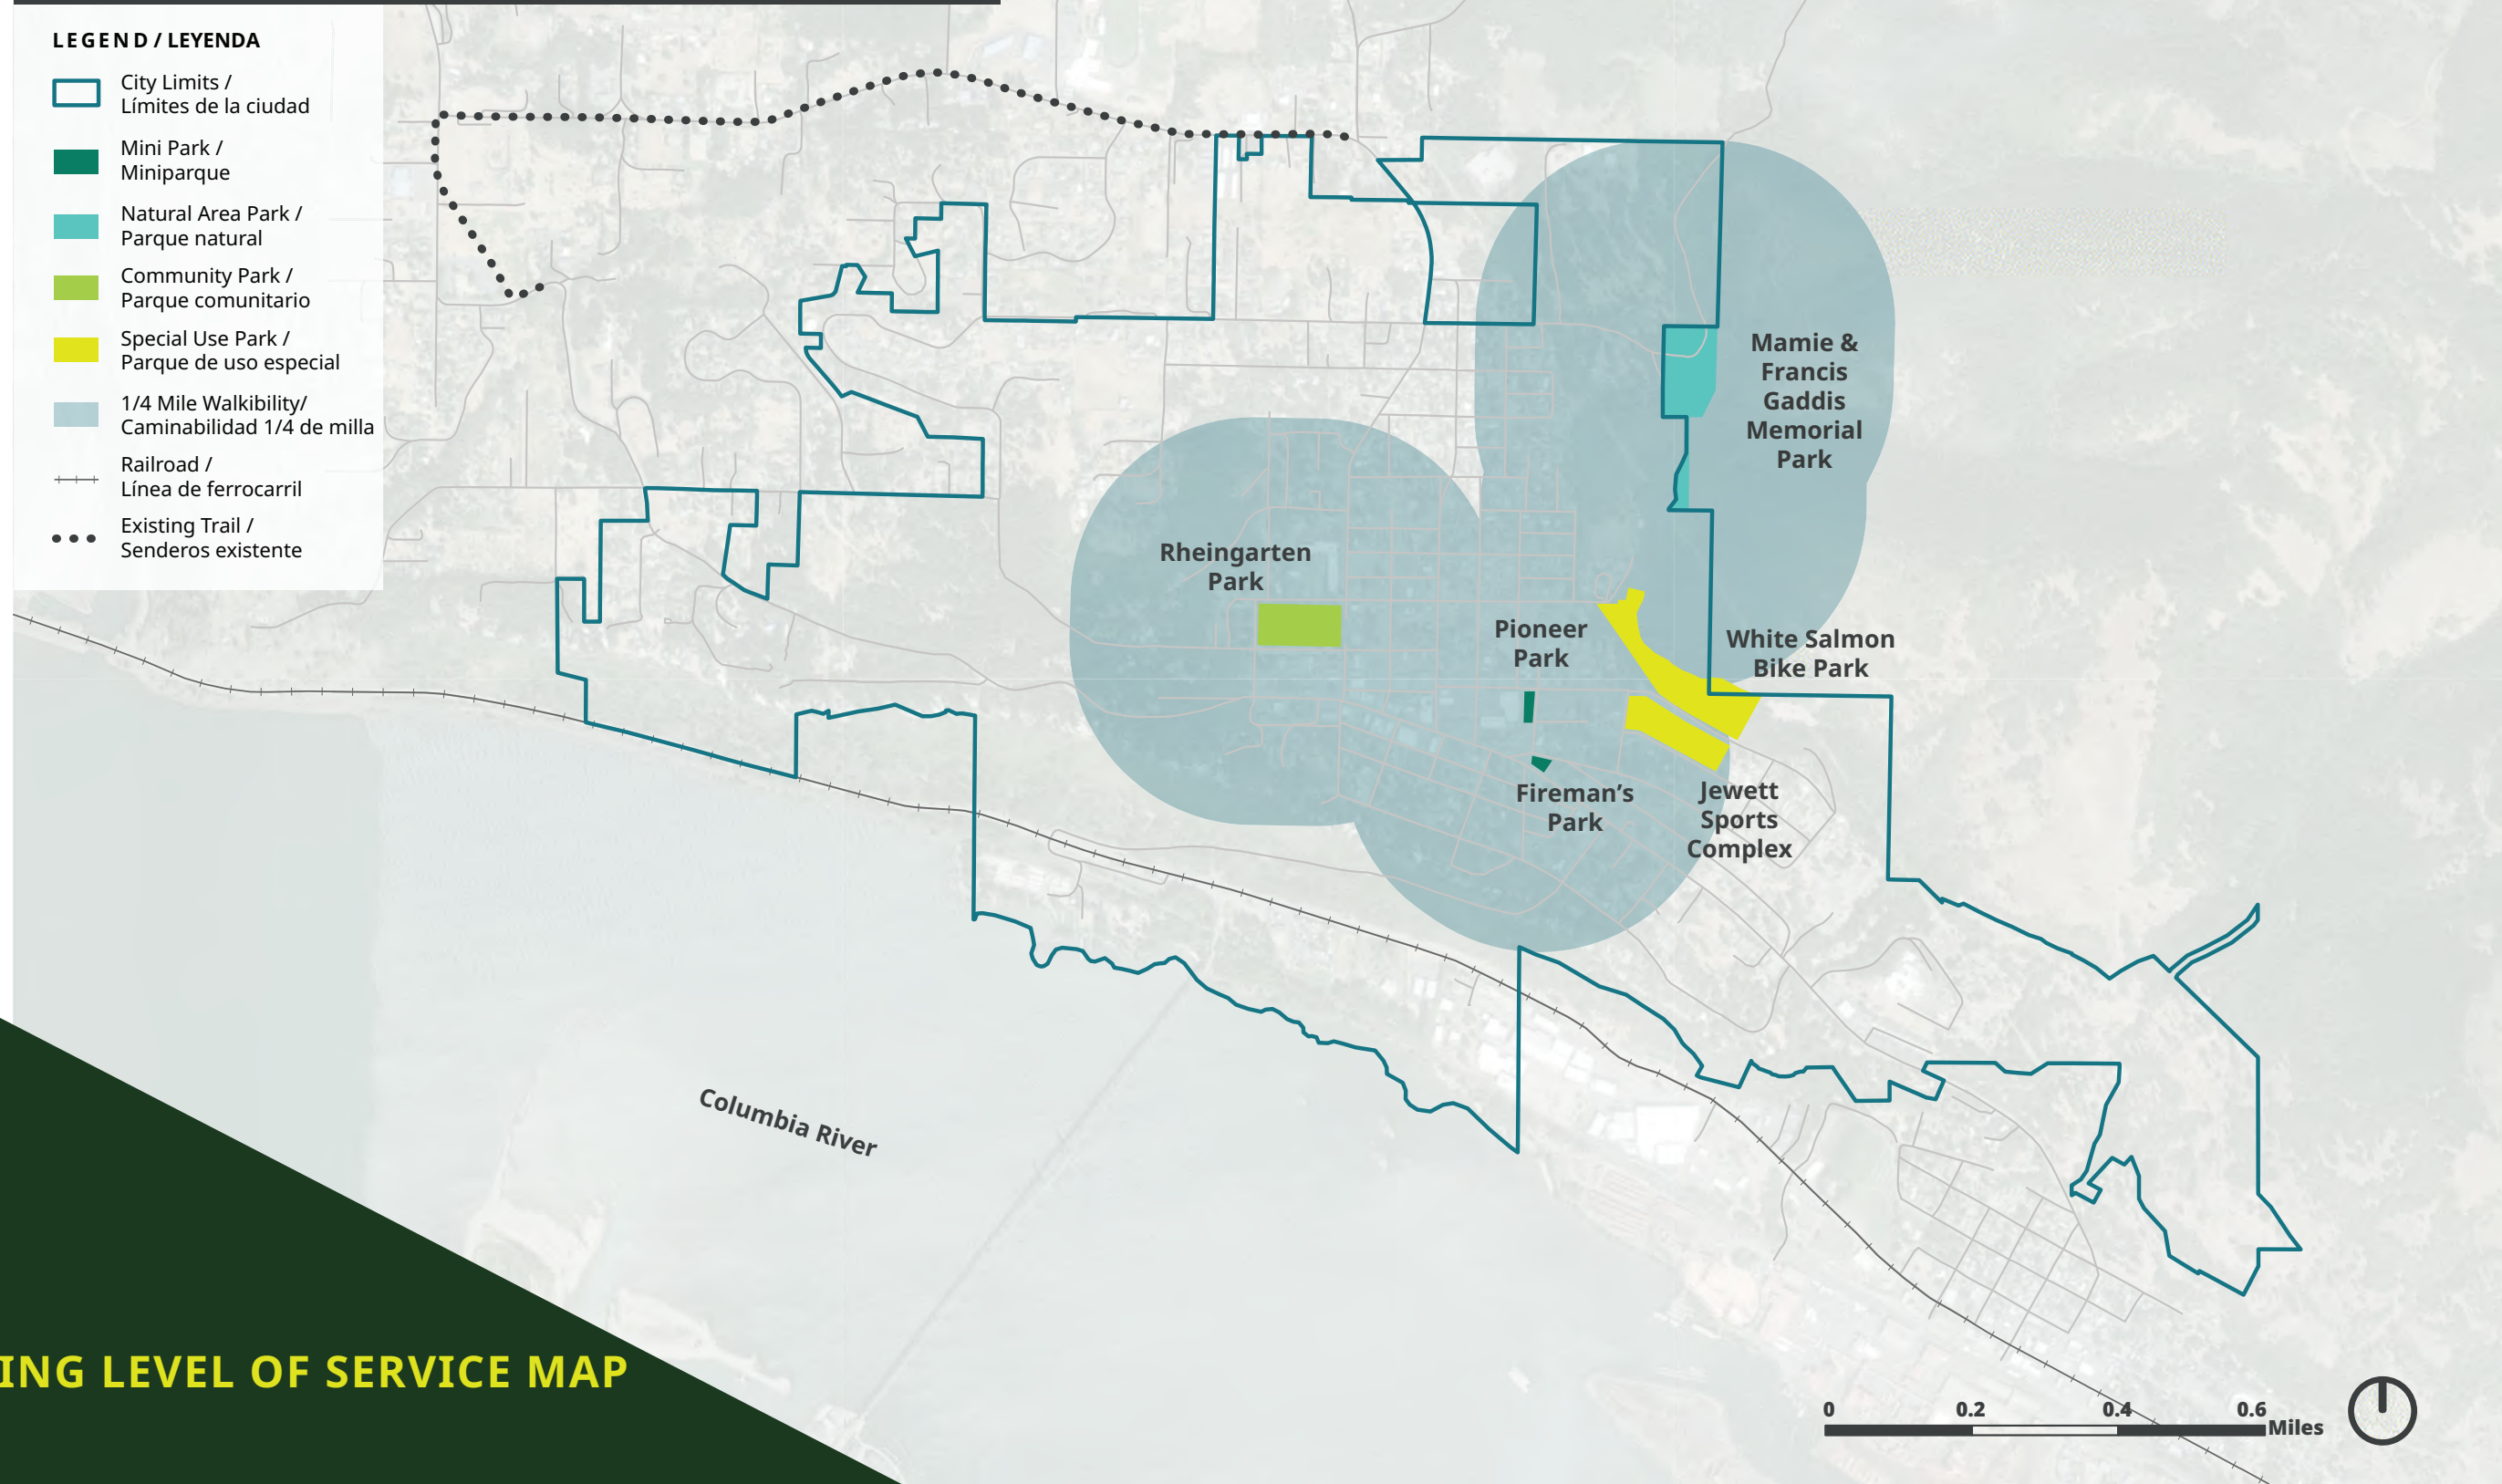 LEGEND / LEYENDA
City Limits /
Límites de la ciudad
Mini Park /
Miniparque
Natural Area Park /
Parque natural
Community Park /
Parque comunitario
Special Use Park /
Parque de uso especial
1/4 Mile Walkibility/
Caminabilidad 1/4 de milla
Railroad /
Línea de ferrocarril
Existing Trail /
Senderos existente
Mamie &
Francis
Gaddis
Memorial
Park
Rheingarten
Park
Pioneer
Park
White Salmon
Bike Park
Fireman’s
Park
Jewett
Sports
Complex
Columbia River
ING LEVEL OF SERVICE MAP
0 0.2 0.4 0.6
Miles